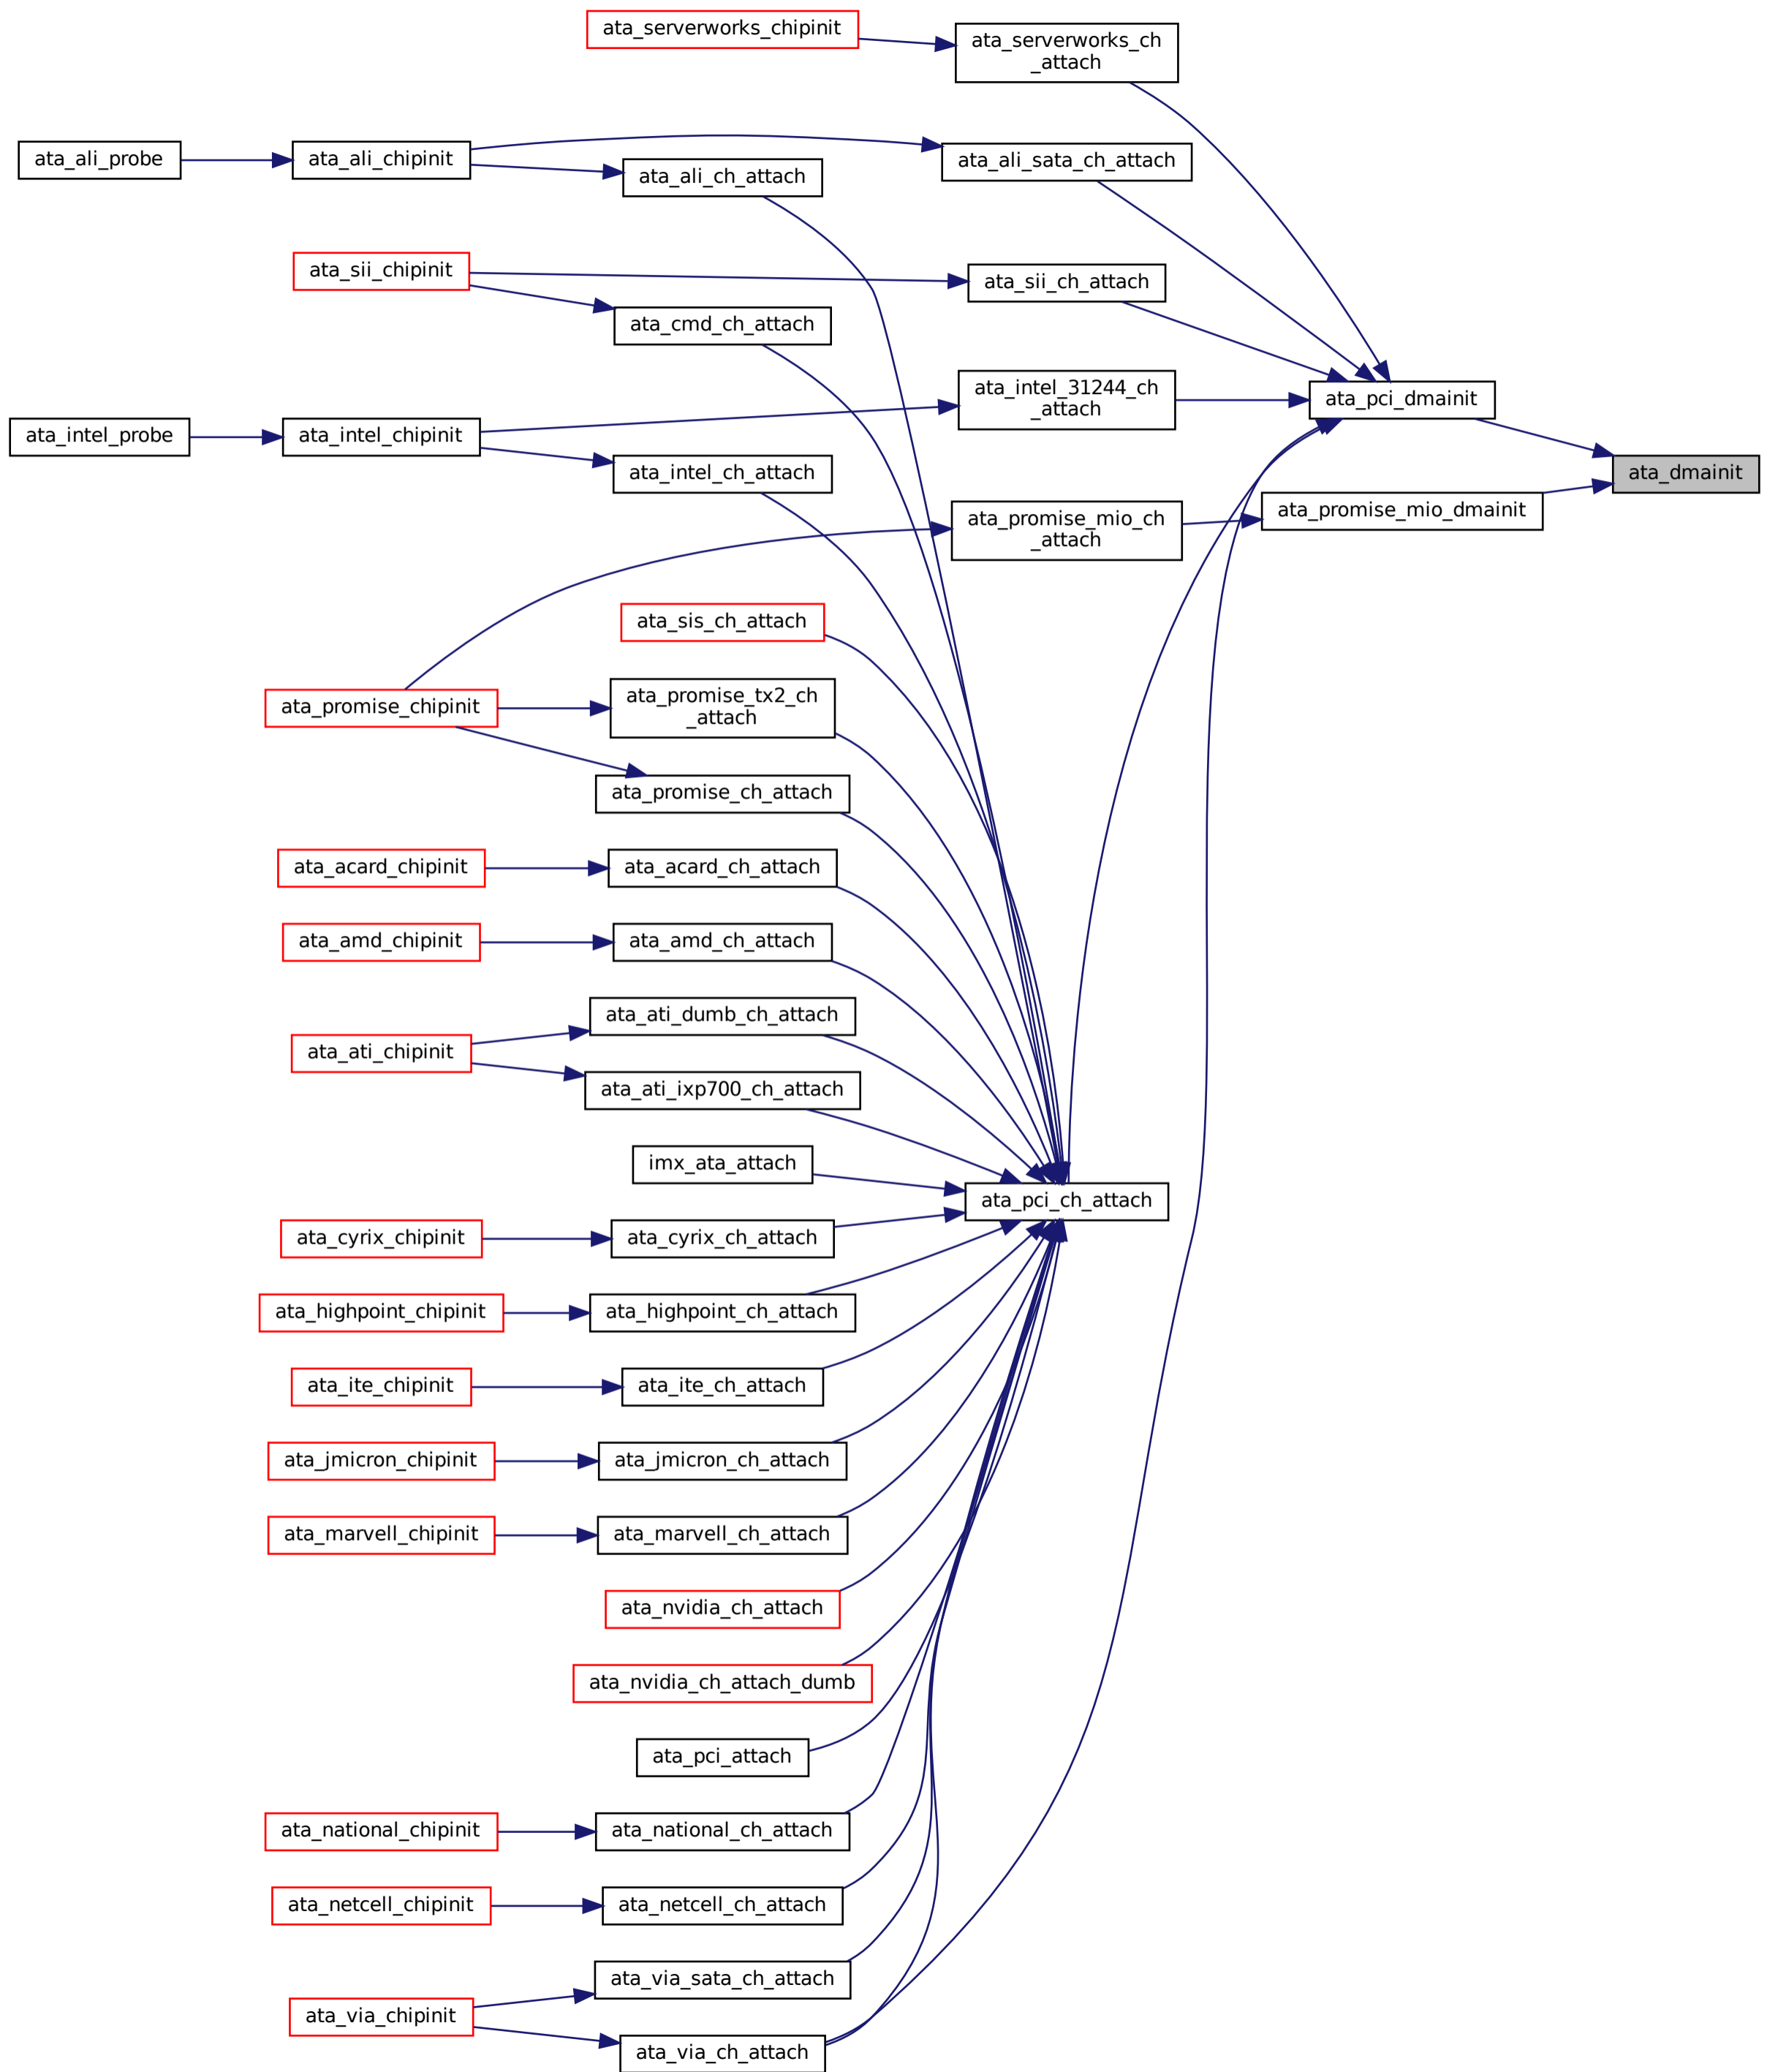 ata_serverworks_chipinit
ata_serverworks_ch
_attach
ata_ali_probe
ata_ali_chipinit
ata_ali_ch_attach
ata_ali_sata_ch_attach
ata_sii_chipinit
ata_sii_ch_attach
ata_cmd_ch_attach
ata_intel_31244_ch
_attach
ata_pci_dmainit
ata_intel_probe
ata_intel_chipinit
ata_intel_ch_attach
ata_dmainit
ata_promise_mio_ch
_attach
ata_promise_mio_dmainit
ata_sis_ch_attach
ata_promise_chipinit
ata_promise_tx2_ch
_attach
ata_promise_ch_attach
ata_acard_chipinit
ata_acard_ch_attach
ata_amd_chipinit
ata_amd_ch_attach
ata_ati_dumb_ch_attach
ata_ati_chipinit
ata_ati_ixp700_ch_attach
imx_ata_attach
ata_pci_ch_attach
ata_cyrix_chipinit
ata_cyrix_ch_attach
ata_highpoint_chipinit
ata_highpoint_ch_attach
ata_ite_chipinit
ata_ite_ch_attach
ata_jmicron_chipinit
ata_jmicron_ch_attach
ata_marvell_chipinit
ata_marvell_ch_attach
ata_nvidia_ch_attach
ata_nvidia_ch_attach_dumb
ata_pci_attach
ata_national_chipinit
ata_national_ch_attach
ata_netcell_chipinit
ata_netcell_ch_attach
ata_via_sata_ch_attach
ata_via_chipinit
ata_via_ch_attach